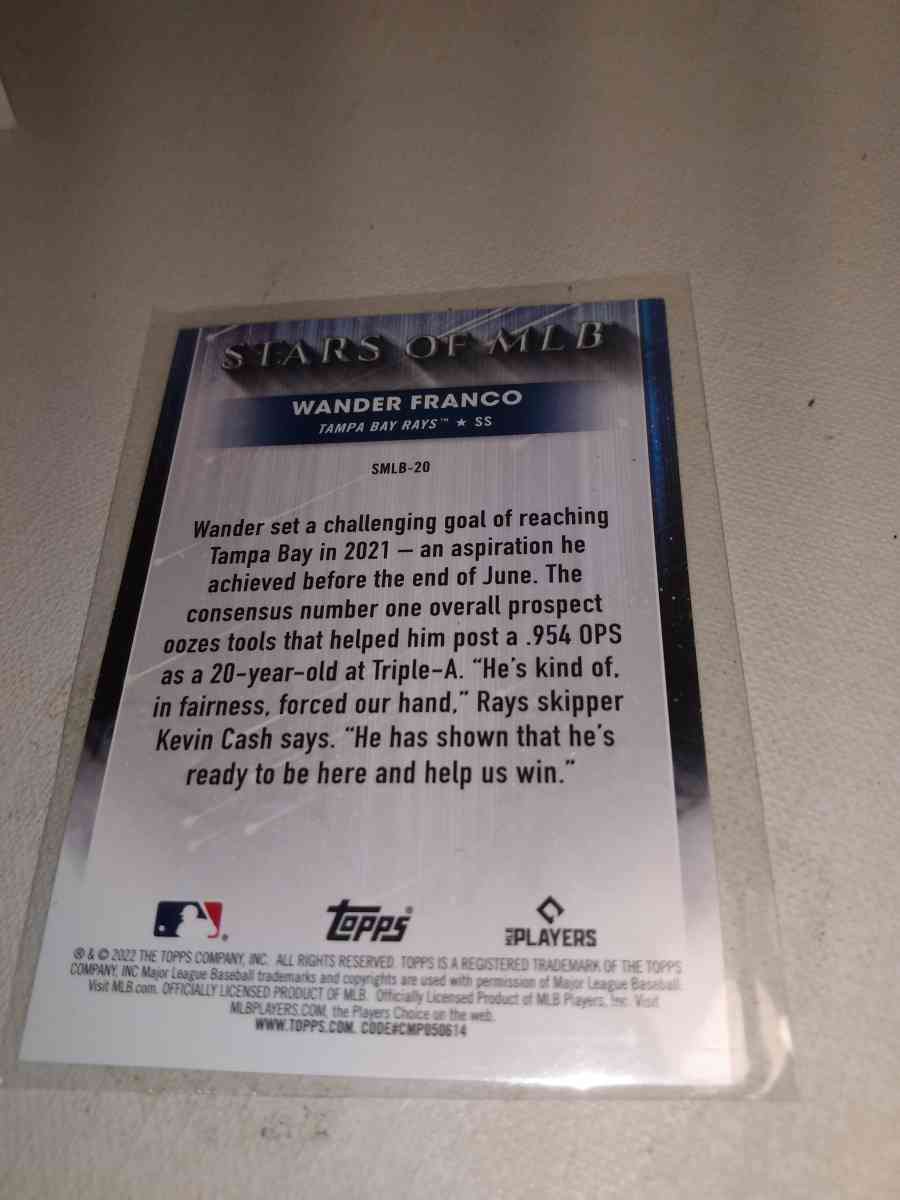 STARS OF MLB
WANDER FRANCO
TAMPA BAY RAYS™ ★ SS
SMLB-20
Wander set a challenging goal of reaching
Tampa Bay in 2021 – an aspiration he
achieved before the end of June. The
consensus number one overall prospect
oozes tools that helped him post a .954 OPS
as a 20-year-old at Triple-A. “He’s kind of,
in fairness, forced our hand,” Rays skipper
Kevin Cash says. “He has shown that he’s
ready to be here and help us win.”
Topps® MLB PLAYERS
® & © 2022 THE TOPPS COMPANY, INC. ALL RIGHTS RESERVED. TOPPS IS A REGISTERED TRADEMARK OF THE TOPPS
COMPANY, INC Major League Baseball trademarks and copyrights are used with permission of Major League Baseball.
Visit MLB.com. OFFICIALLY LICENSED PRODUCT OF MLB. Officially Licensed Product of MLB Players, Inc. Visit
MLBPLAYERS.COM, the Players Choice on the web.
WWW.TOPPS.COM. CODE#CMP050614